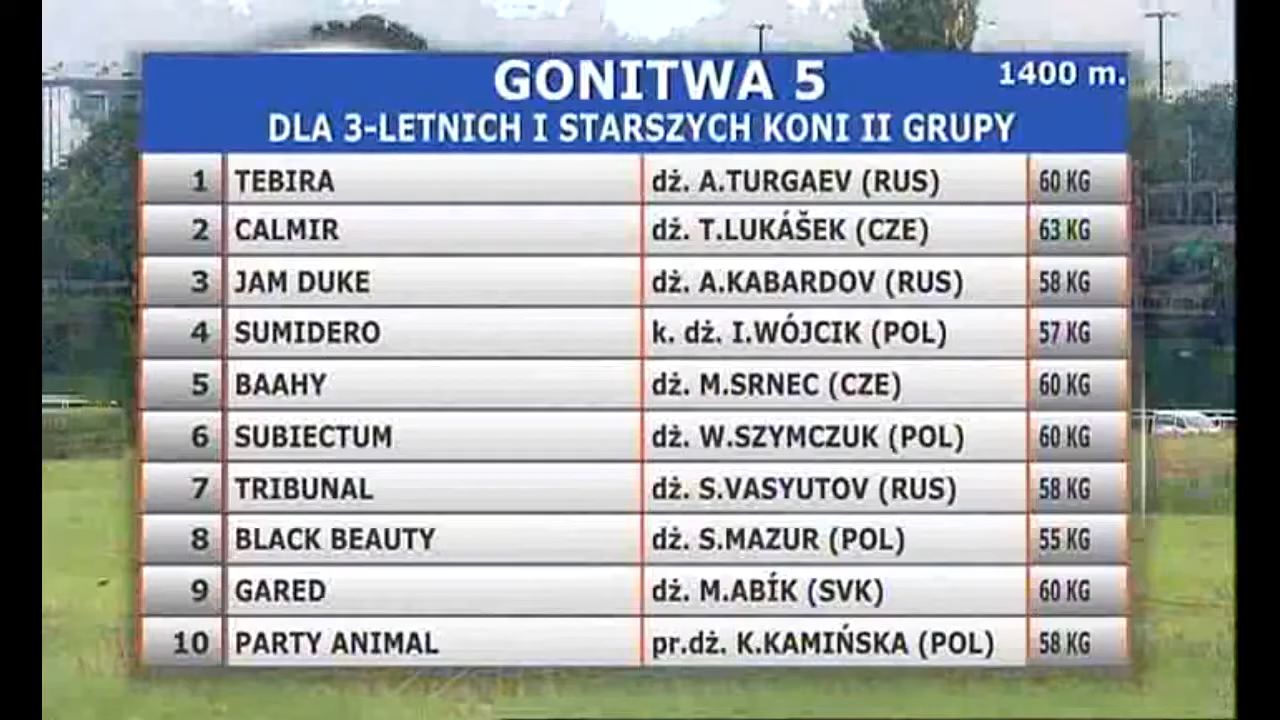 GONITWA 5 1400 m.
DLA 3-LETNICH I STARSZYCH KONI II GRUPY
1 TEBIRA dż. A.TURGAEV (RUS) 60 KG
2 CALMIR dż. T.LUKÁŠEK (CZE) 63 KG
3 JAM DUKE dż. A.KABARDOV (RUS) 58 KG
4 SUMIDERO k. dż. I.WÓJCIK (POL) 57 KG
5 BAAHY dż. M.SRNEC (CZE) 60 KG
6 SUBIECTUM dż. W.SZYMCZUK (POL) 60 KG
7 TRIBUNAL dż. S.VASYUTOV (RUS) 58 KG
8 BLACK BEAUTY dż. S.MAZUR (POL) 55 KG
9 GARED dż. M.ABÍK (SVK) 60 KG
10 PARTY ANIMAL pr.dż. K.KAMIŃSKA (POL) 58 KG